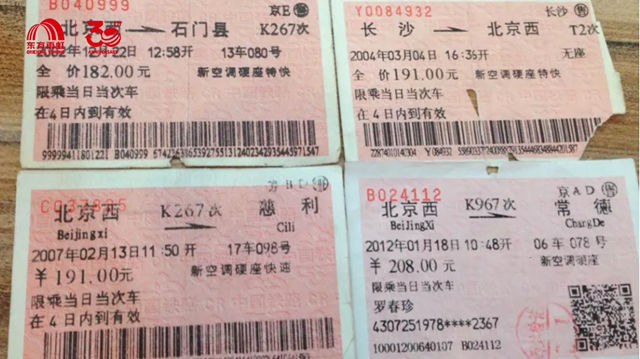 东方雨虹
B040999 京E 售
北京西 → 石门县 K267次
2002年12月22日12:58开 13车080号
全 价182.00元 新空调硬座特快
限乘当日当次车
在4日内到有效
Y0084932 长沙 售
长 沙 → 北京西 T2次
2004年03月04日 16:36开 无座
全 价191.00元 新空调硬座特快
限乘当日当次车
在4日内到有效
北京西 K267次 慈利
Beijingxi Cili
2007年02月13日11:50开 17车098号
¥191.00元 新空调硬座快速
限乘当日当次车
在4日内到有效
B024112 京A D 售
北京西 K967次 常德
BeiJingXi ChangDe
2012年01月18日10:48开 06车 078号
¥208.00元 新空调硬座
限乘当日当次车
罗春珍
4307251978****2367
10001200640107 B024112